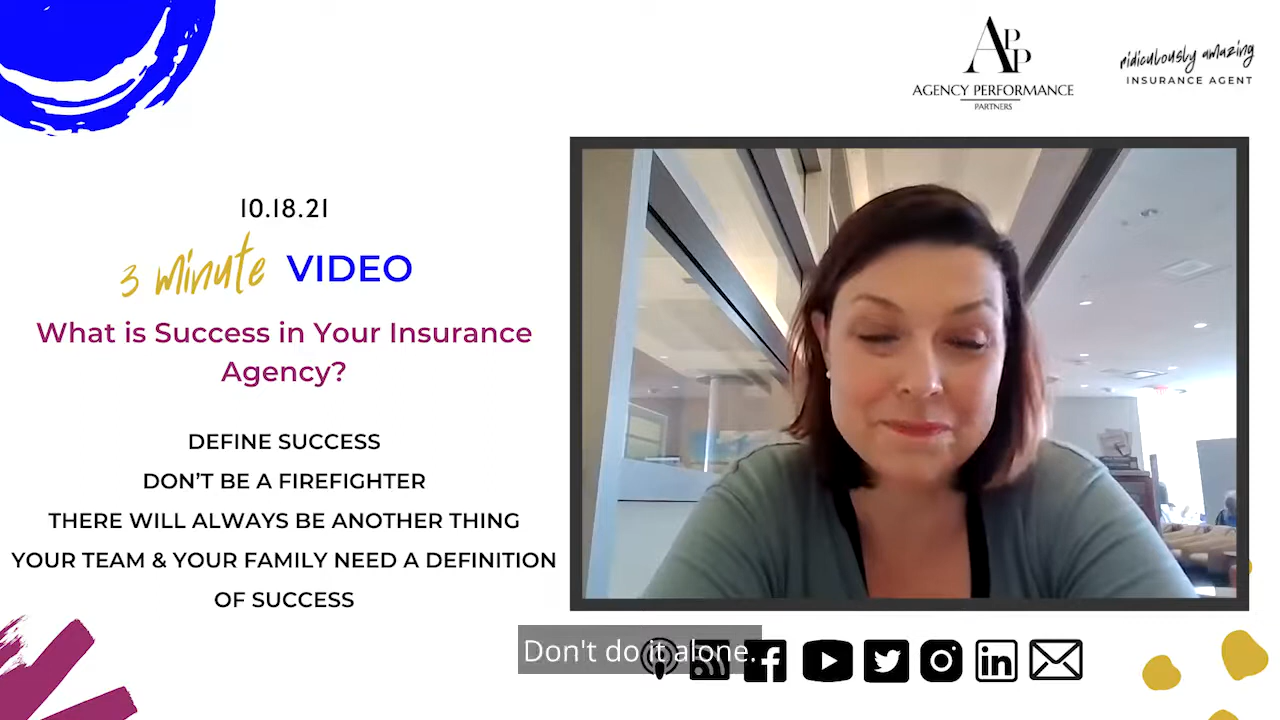 AP
P
AGENCY PERFORMANCE
PARTNERS
ridiculously amazing
INSURANCE AGENT
10.18.21
3 minute VIDEO
What is Success in Your Insurance
Agency?
DEFINE SUCCESS
DON'T BE A FIREFIGHTER
THERE WILL ALWAYS BE ANOTHER THING
YOUR TEAM & YOUR FAMILY NEED A DEFINITION
OF SUCCESS
Don't do it alone.